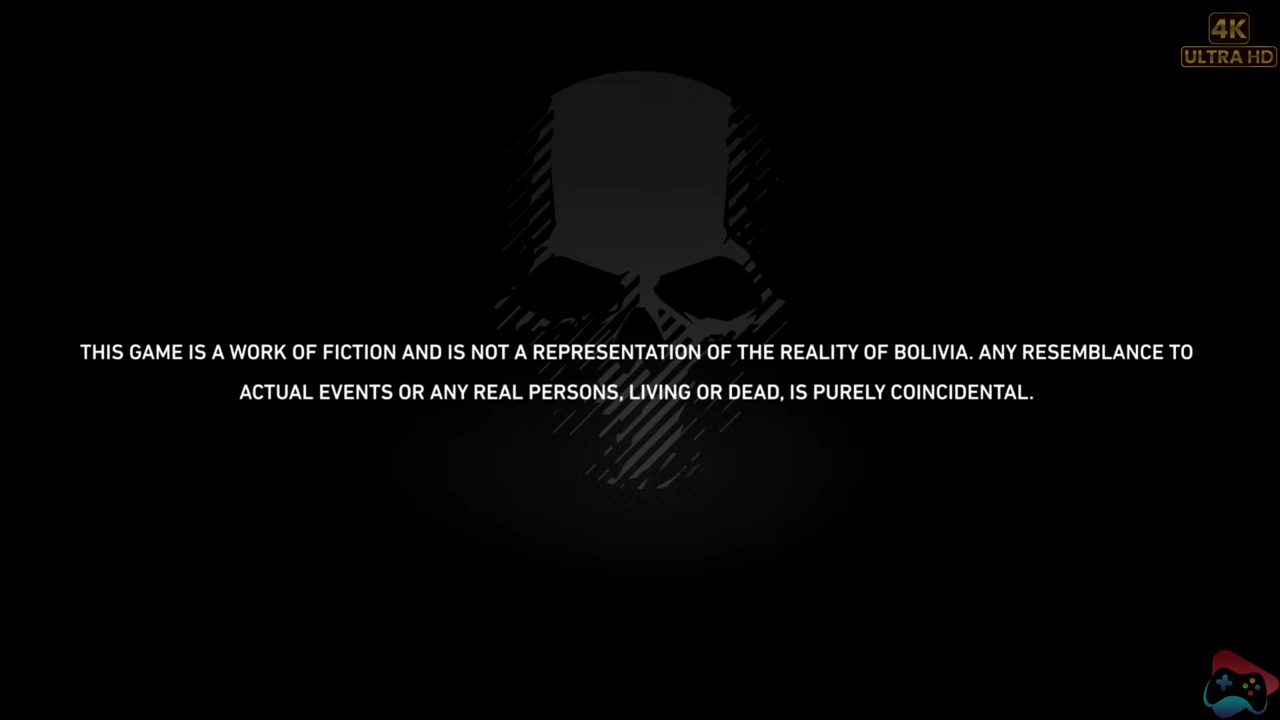 4K
ULTRA HD
THIS GAME IS A WORK OF FICTION AND IS NOT A REPRESENTATION OF THE REALITY OF BOLIVIA. ANY RESEMBLANCE TO
ACTUAL EVENTS OR ANY REAL PERSONS, LIVING OR DEAD, IS PURELY COINCIDENTAL.